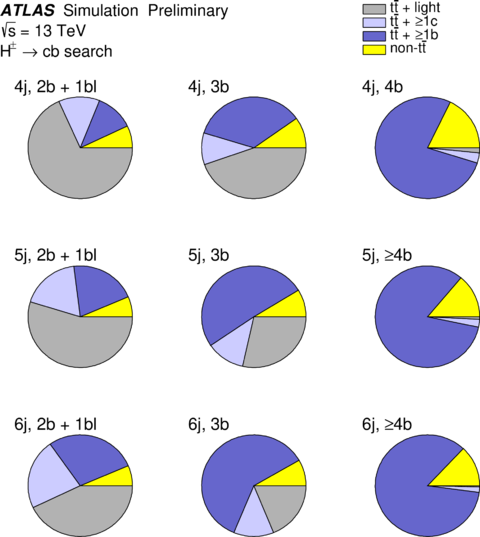 ATLAS Simulation Preliminary
√s = 13 TeV
H± → cb search
tt̄ + light
tt̄ + ≥1c
tt̄ + ≥1b
non-tt̄
4j, 2b + 1bl
4j, 3b
4j, 4b
5j, 2b + 1bl
5j, 3b
5j, ≥4b
6j, 2b + 1bl
6j, 3b
6j, ≥4b